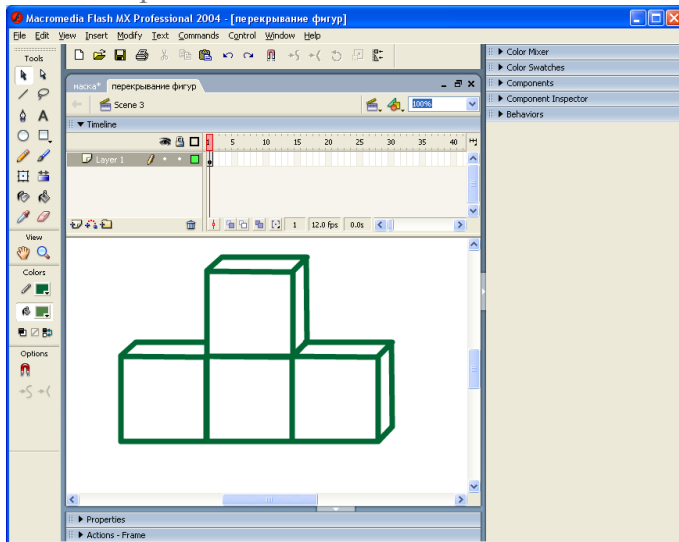 Macromedia Flash MX Professional 2004 - [перекрывание фигур]
File Edit View Insert Modify Text Commands Control Window Help
Tools
Color Mixer
Color Swatches
Components
Component Inspector
Behaviors
маска* перекрывание фигур
Scene 3 100%
Timeline
1 5 10 15 20 25 30 35 40
Layer 1
1 12.0 fps 0.0s
View
Colors
Options
Properties
Actions - Frame